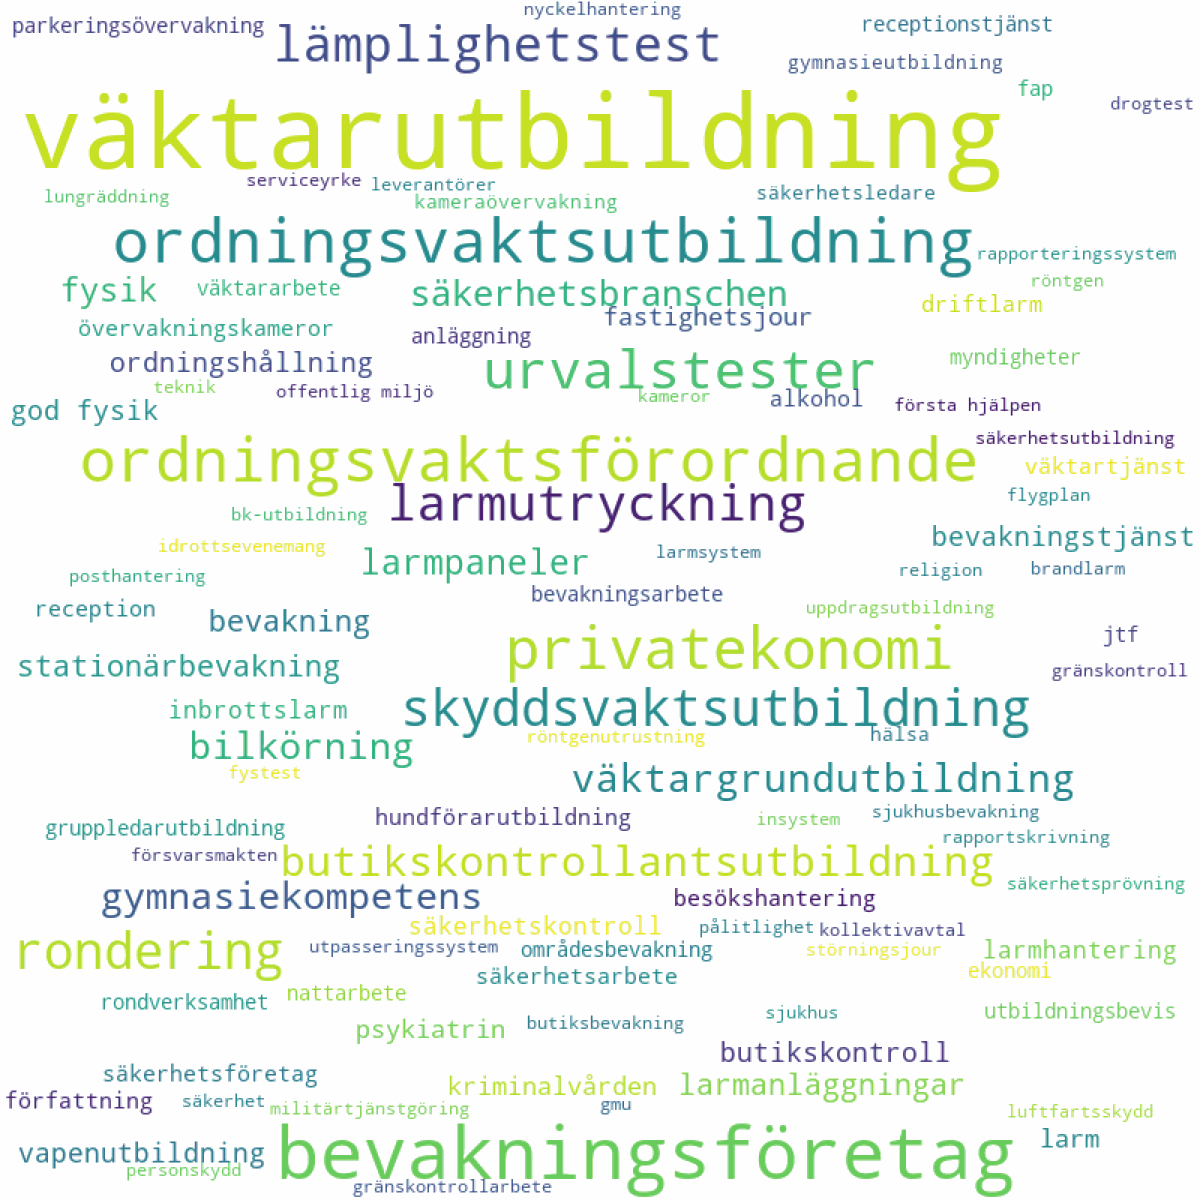 nyckelhantering
parkeringsövervakning
receptionstjänst
lämplighetstest
gymnasieutbildning
fap
drogtest
väktarutbildning
serviceyrke
leverantörer
lungräddning
säkerhetsledare
kameraövervakning
ordningsvaktsutbildning
rapporteringssystem
fysik
väktararbete
säkerhetsbranschen
röntgen
driftlarm
fastighetsjour
övervakningskameror
anläggning
ordningshållning
urvalstester
myndigheter
teknik
offentlig miljö
kameror
alkohol
första hjälpen
god fysik
säkerhetsutbildning
ordningsvaktsförordnande
väktartjänst
larmutryckning
flygplan
bk-utbildning
bevakningstjänst
idrottsevenemang
larmpaneler
larmsystem
posthantering
religion
brandlarm
bevakningsarbete
reception
uppdragsutbildning
bevakning
privatekonomi
jtf
stationärbevakning
gränskontroll
inbrottslarm
skyddsvaktsutbildning
bilkörning
röntgenutrustning
hälsa
fystest
väktargrundutbildning
hundförarutbildning
insystem
sjukhusbevakning
gruppledarutbildning
rapportskrivning
försvarsmakten
butikskontrollantsutbildning
säkerhetsprövning
gymnasiekompetens
besökshantering
säkerhetskontroll
pålitlighet
kollektivavtal
rondering
utpasseringssystem
områdesbevakning
störningsjour
larmhantering
säkerhetsarbete
ekonomi
rondverksamhet
nattarbete
utbildningsbevis
psykiatrin
butiksbevakning
sjukhus
butikskontroll
säkerhetsföretag
kriminalvården
larmanläggningar
författning
säkerhet
militärtjänstgöring
gmu
luftfartsskydd
vapenutbildning
bevakningsföretag
larm
personskydd
gränskontrollarbete